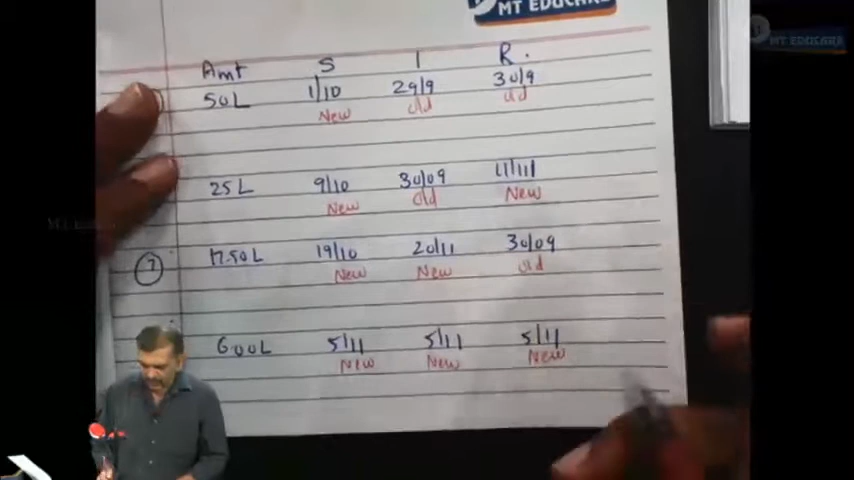 MT EDUCARE
MT EDUCARE
Amt S I R.
50L 1/10 29/9 30/9
New old old
25L 9/10 30/09 11/11
New old New
7 17.50L 19/10 20/11 30/09
New New old
600L 5/11 5/11 5/11
New New New